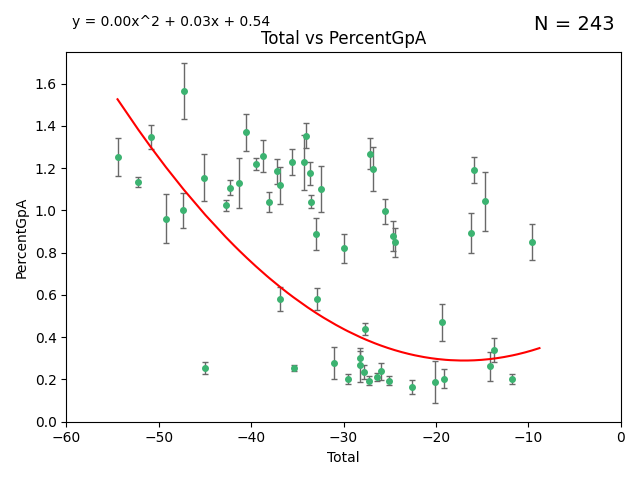 y = 0.00x^2 + 0.03x + 0.54
N = 243
Total vs PercentGpA
PercentGpA
1.6
1.4
1.2
1.0
0.8
0.6
0.4
0.2
0.0
−60 −50 −40 −30 −20 −10 0
Total